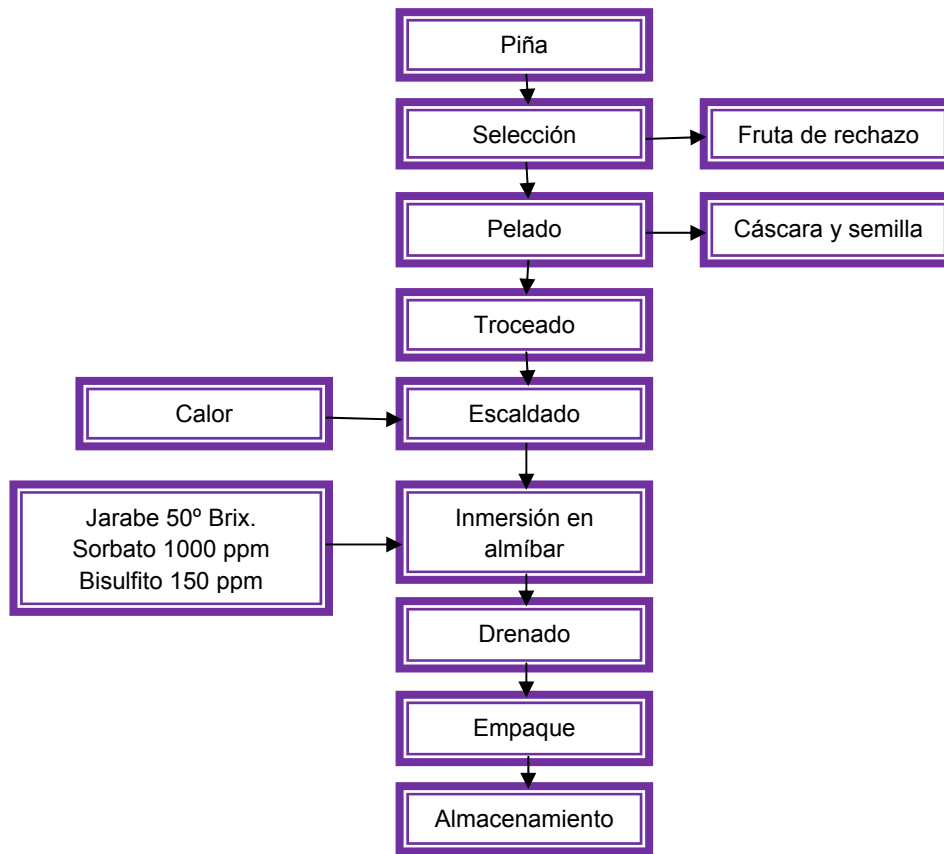 Piña
Selección
Fruta de rechazo
Pelado
Cáscara y semilla
Troceado
Calor
Escaldado
Jarabe 50º Brix.
Sorbato 1000 ppm
Bisulfito 150 ppm
Inmersión en
almíbar
Drenado
Empaque
Almacenamiento